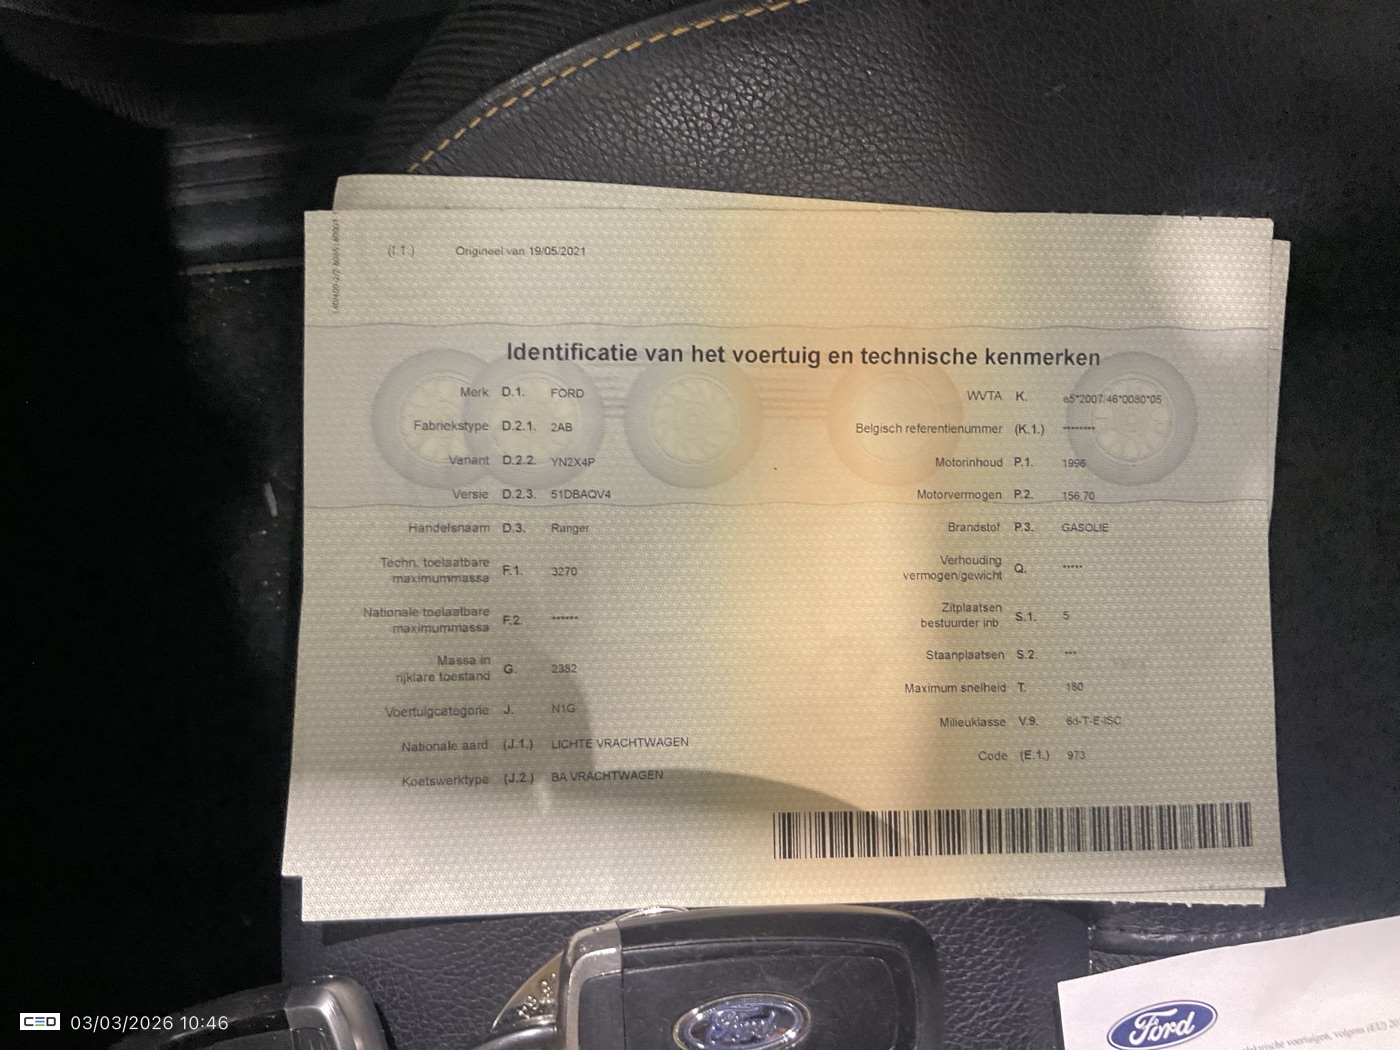 (I.1.) Origineel van 19/05/2021
Identificatie van het voertuig en technische kenmerken
Merk D.1. FORD
Fabriekstype D.2.1. 2AB
Variant D.2.2. YN2X4P
Versie D.2.3. 51DBAQV4
Handelsnaam D.3. Ranger
Techn. toelaatbare
maximummassa F.1. 3270
Nationale toelaatbare
maximummassa F.2. ******
Massa in
rijklare toestand G. 2382
Voertuigcategorie J. N1G
Nationale aard (J.1.) LICHTE VRACHTWAGEN
Koetswerktype (J.2.) BA VRACHTWAGEN
WVTA K. e5*2007/46*0080*05
Belgisch referentienummer (K.1.) ********
Motorinhoud P.1. 1996
Motorvermogen P.2. 156,70
Brandstof P.3. GASOLIE
Verhouding
vermogen/gewicht Q. *****
Zitplaatsen
bestuurder inb. S.1. 5
Staanplaatsen S.2. ***
Maximum snelheid T. 180
Milieuklasse V.9. 6d-T-E-ISC
Code (E.1.) 973
Ford
Ford
voertuigen, volgens (EU)
CED 03/03/2026 10:46